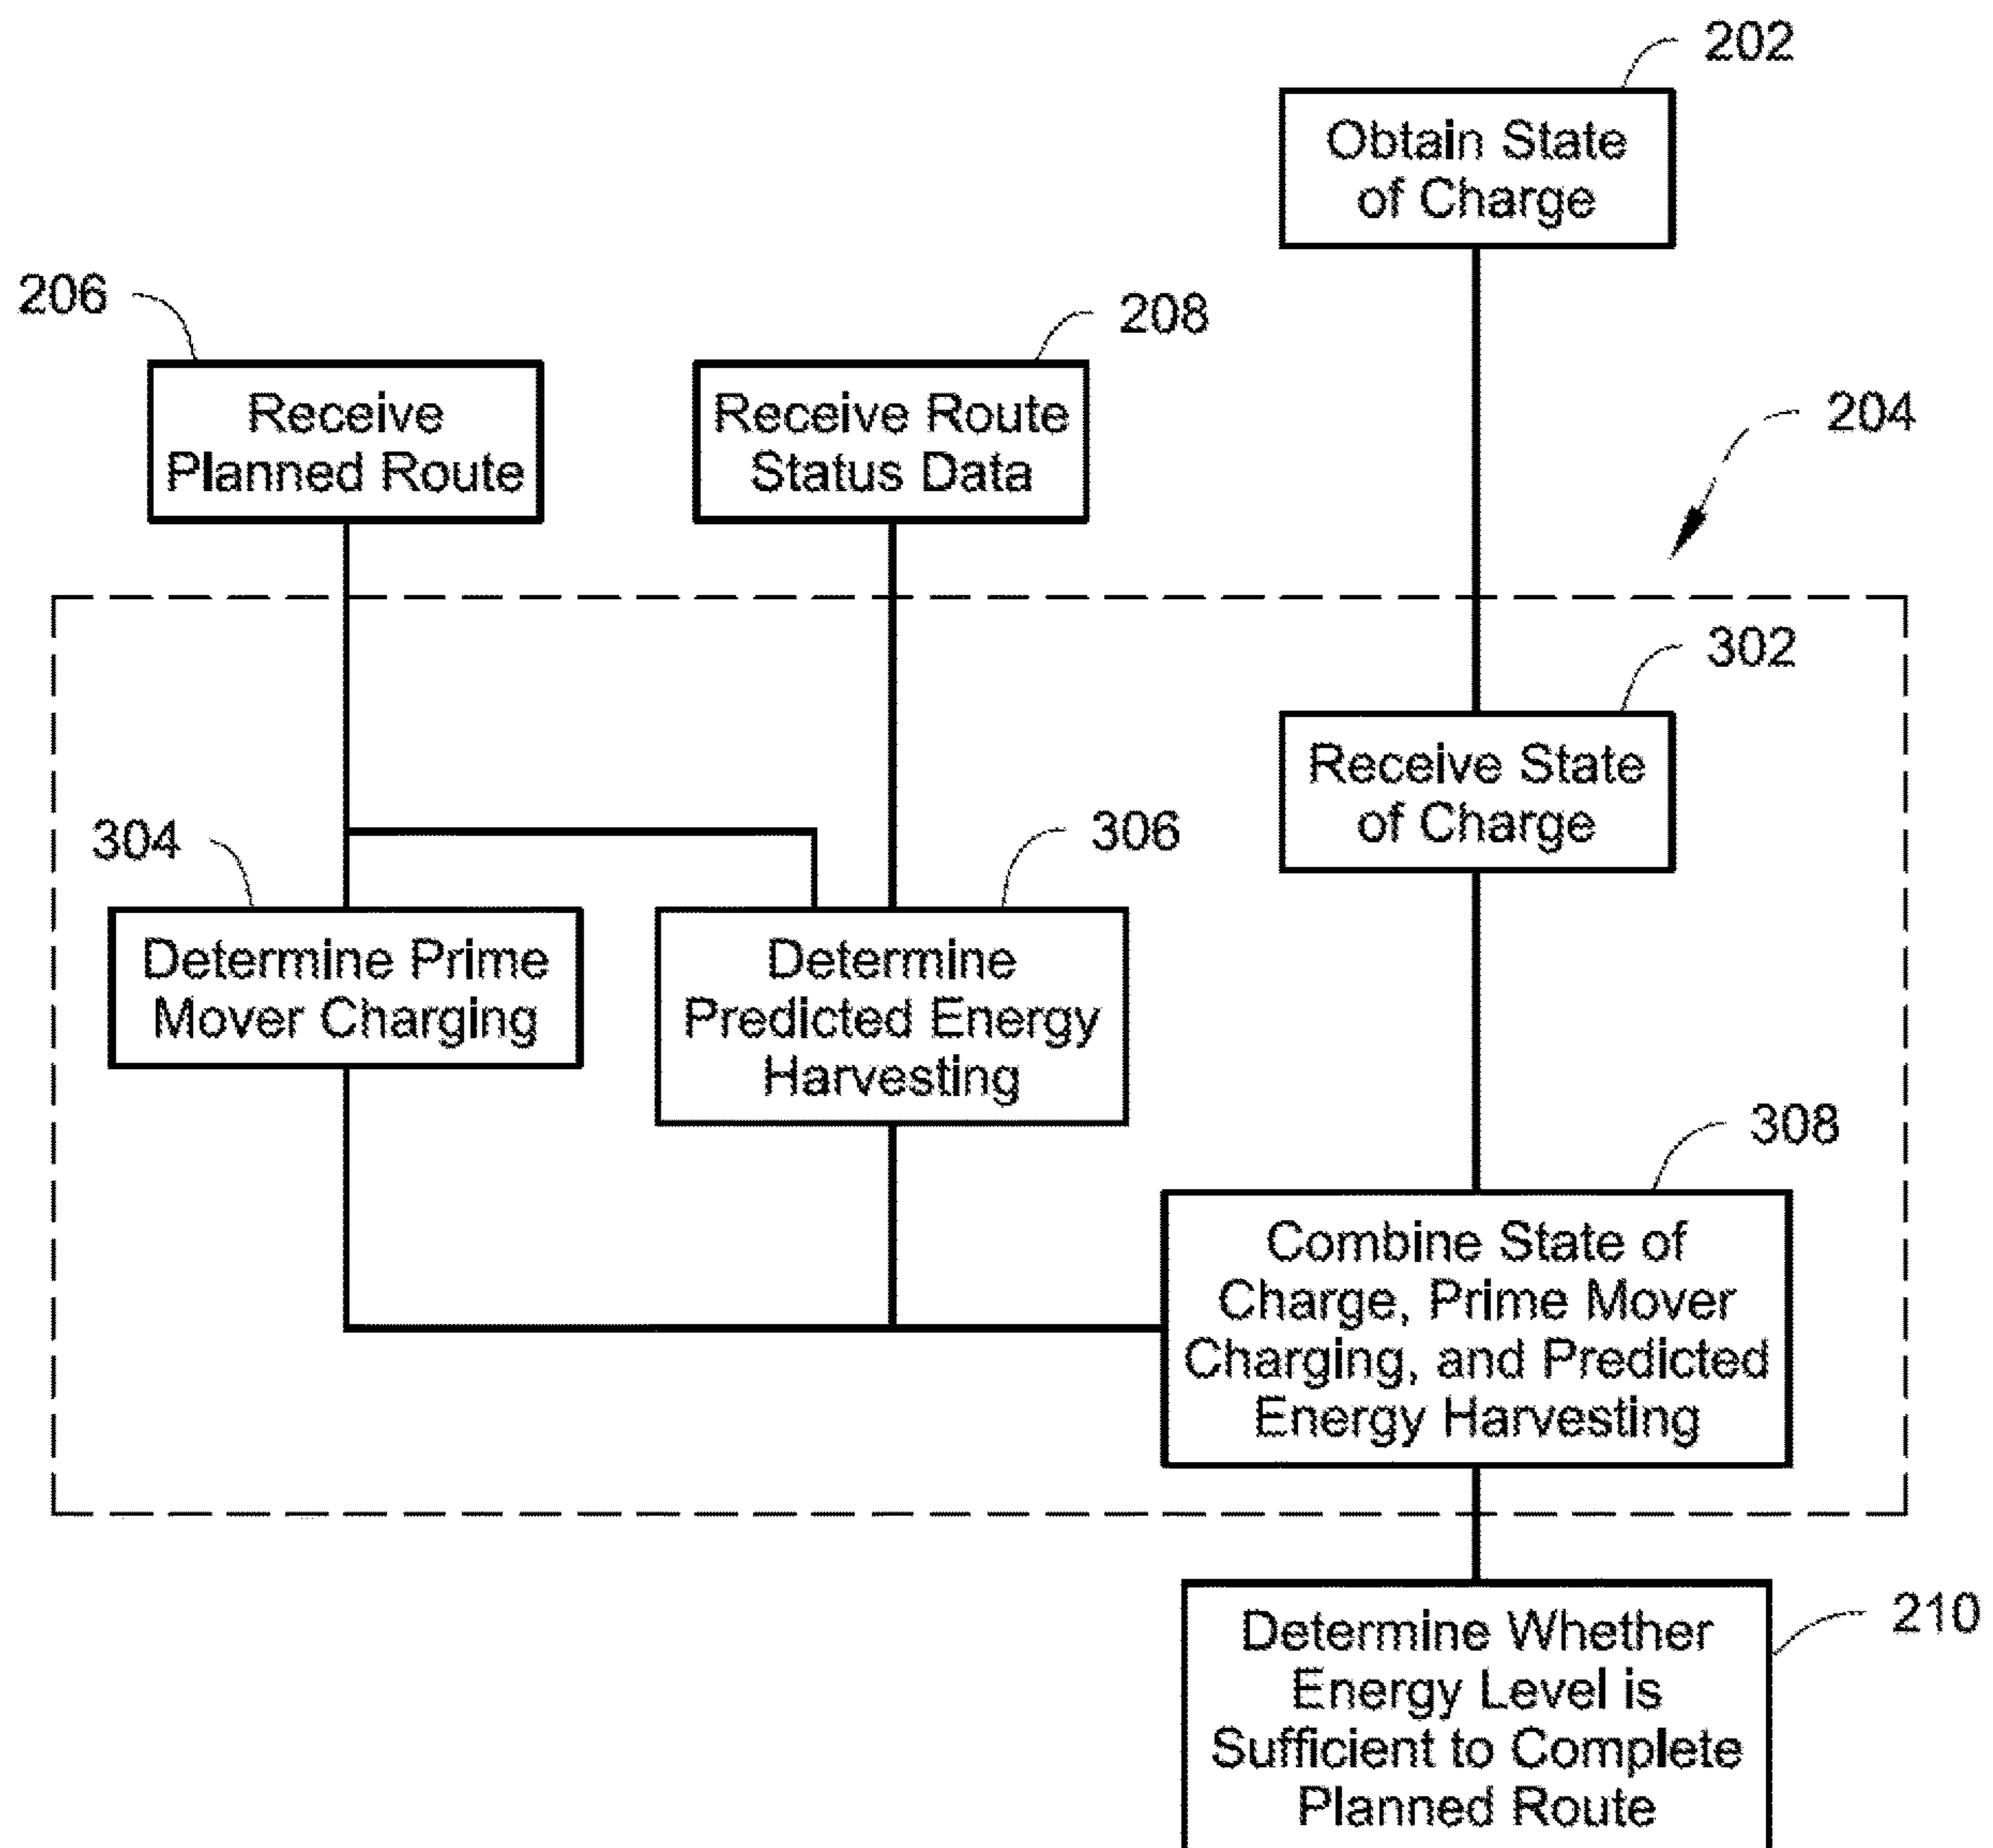 202
Obtain State
of Charge
206
208
Receive
Planned Route
Receive Route
Status Data
204
302
Receive State
of Charge
304
306
Determine Prime
Mover Charging
Determine
Predicted Energy
Harvesting
308
Combine State of
Charge, Prime Mover
Charging, and Predicted
Energy Harvesting
210
Determine Whether
Energy Level is
Sufficient to Complete
Planned Route